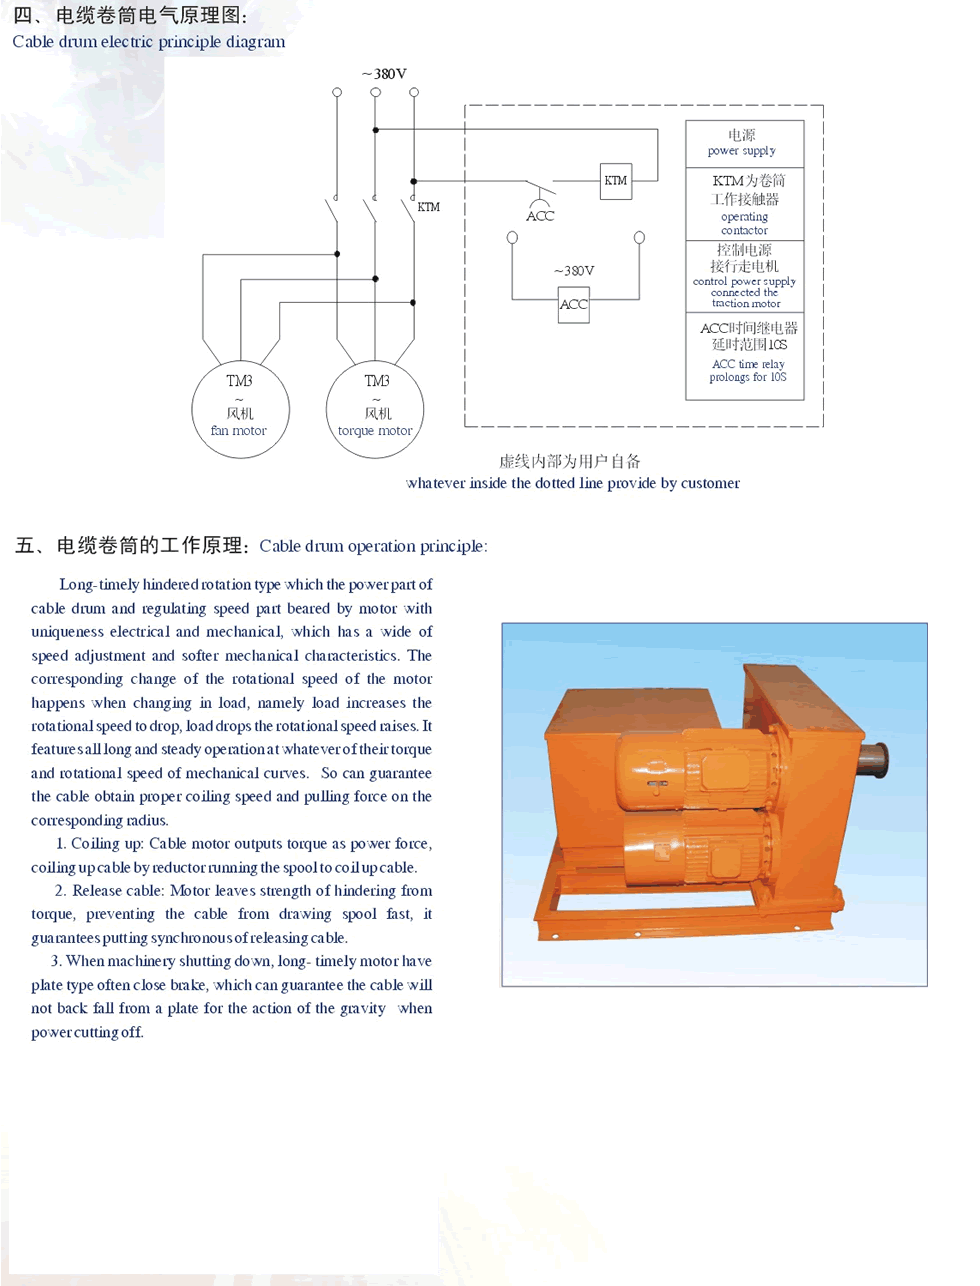 四、电缆卷筒电气原理图：
Cable drum electric principle diagram
~380V
KTM
KTM
ACC
~380V
ACC
电源
power supply
KTM为卷筒
工作接触器
operating
contactor
控制电源
接行走电机
control power supply
connected the
traction motor
ACC时间继电器
延时范围10S
ACC time relay
prolongs for 10S
TM3
~
风机
fan motor
TM3
~
风机
torque motor
虚线内部为用户自备
whatever inside the dotted line provide by customer
五、电缆卷筒的工作原理：Cable drum operation principle:
Long-timely hindered rotation type which the power part of
cable drum and regulating speed part beared by motor with
uniqueness electrical and mechanical, which has a wide of
speed adjustment and softer mechanical characteristics. The
corresponding change of the rotational speed of the motor
happens when changing in load, namely load increases the
rotational speed to drop, load drops the rotational speed raises. It
features all long and steady operation at whatever of their torque
and rotational speed of mechanical curves. So can guarantee
the cable obtain proper coiling speed and pulling force on the
corresponding radius.
1. Coiling up: Cable motor outputs torque as power force,
coiling up cable by reductor running the spool to coil up cable.
2. Release cable: Motor leaves strength of hindering from
torque, preventing the cable from drawing spool fast, it
guarantees putting synchronous of releasing cable.
3. When machinery shutting down, long- timely motor have
plate type often close brake, which can guarantee the cable will
not back fall from a plate for the action of the gravity when
power cutting off.